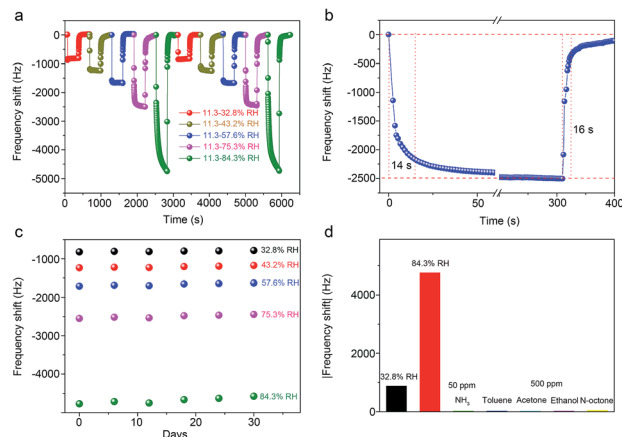 a
0
-1000
-2000
-3000
-4000
-5000
Frequency shift (Hz)
11.3-32.8% RH
11.3-43.2% RH
11.3-57.6% RH
11.3-75.3% RH
11.3-84.3% RH
0 1000 2000 3000 4000 5000 6000
Time (s)
b
0
-500
-1000
-1500
-2000
-2500
Frequency shift (Hz)
14 s
16 s
0 50 300 400
Time (s)
c
-1000
-2000
-3000
-4000
Frequency shift (Hz)
32.8% RH
43.2% RH
57.6% RH
75.3% RH
84.3% RH
0 10 20 30
Days
d
4000
2000
0
|Frequency shift| (Hz)
84.3% RH
32.8% RH
50 ppm
500 ppm
NH3 Toluene Acetone Ethanol N-octone